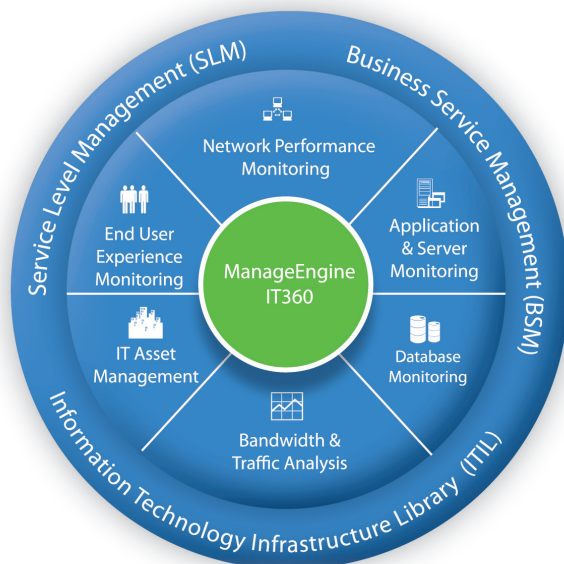 Service Level Management (SLM)
Business Service Management (BSM)
Network Performance
Monitoring
End User
Experience
Monitoring
Application
& Server
Monitoring
ManageEngine
IT360
IT Asset
Management
Database
Monitoring
Bandwidth &
Traffic Analysis
Information Technology Infrastructure Library (ITIL)